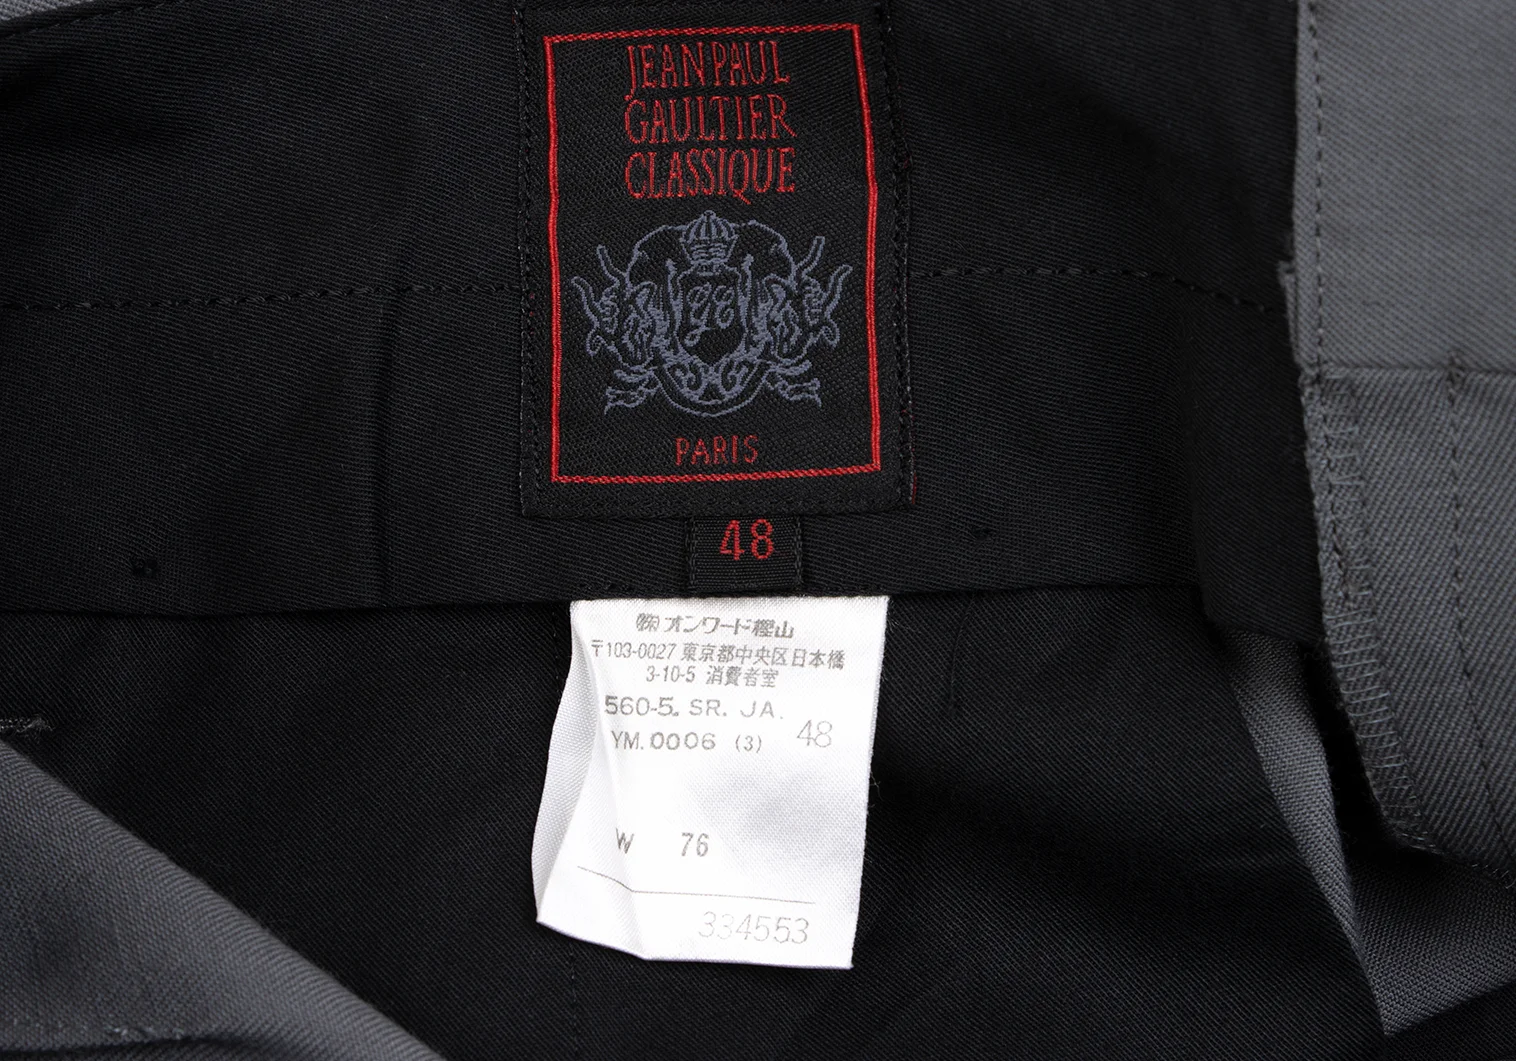 JEAN PAUL
GAULTIER
CLASSIQUE
PARIS
48
㈱オンワード樫山
〒103-0027 東京都中央区日本橋
3-10-5 消費者室
560-5. SR. JA.
48
YM. 0006 (3)
W 76
334553